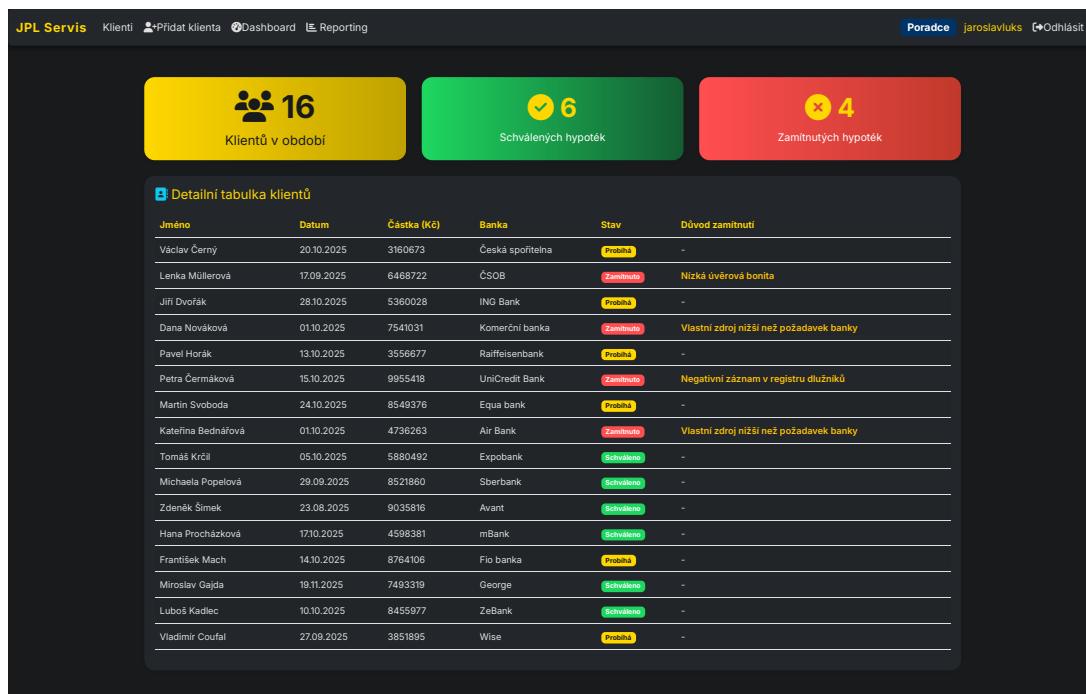 JPL Servis Klienti Přidat klienta Dashboard Reporting Poradce jaroslavluks Odhlásit
16
Klientů v období
6
Schválených hypoték
4
Zamítnutých hypoték
Detailní tabulka klientů
Jméno Datum Částka (Kč) Banka Stav Důvod zamítnutí
Václav Černý 20.10.2025 3160673 Česká spořitelna Probíhá -
Lenka Müllerová 17.09.2025 6468722 ČSOB Zamítnuto Nízká úvěrová bonita
Jiří Dvořák 28.10.2025 5360028 ING Bank Probíhá -
Dana Nováková 01.10.2025 7541031 Komerční banka Zamítnuto Vlastní zdroj nižší než požadavek banky
Pavel Horák 13.10.2025 3556677 Raiffeisenbank Probíhá -
Petra Čermáková 15.10.2025 9955418 UniCredit Bank Zamítnuto Negativní záznam v registru dlužníků
Martin Svoboda 24.10.2025 8549376 Equa bank Probíhá -
Kateřina Bednářová 01.10.2025 4736263 Air Bank Zamítnuto Vlastní zdroj nižší než požadavek banky
Tomáš Krčil 05.10.2025 5880492 Expobank Schváleno -
Michaela Popelová 29.09.2025 8521860 Sberbank Schváleno -
Zdeněk Šimek 23.08.2025 9035816 Avant Schváleno -
Hana Procházková 17.10.2025 4598381 mBank Schváleno -
František Mach 14.10.2025 8764106 Fio banka Probíhá -
Miroslav Gajda 19.11.2025 7493319 George Schváleno -
Luboš Kadlec 10.10.2025 8455977 ZeBank Schváleno -
Vladimír Coufal 27.09.2025 3851895 Wise Probíhá -